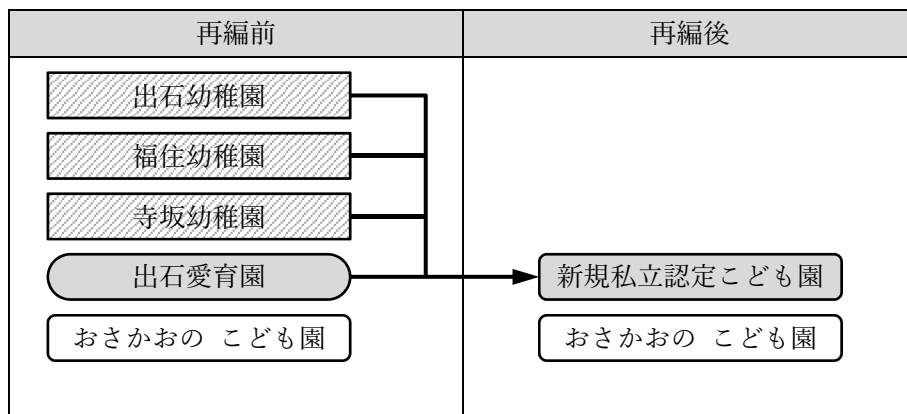 再編前
再編後
出石幼稚園
福住幼稚園
寺坂幼稚園
出石愛育園
新規私立認定こども園
おさかおの こども園
おさかおの こども園